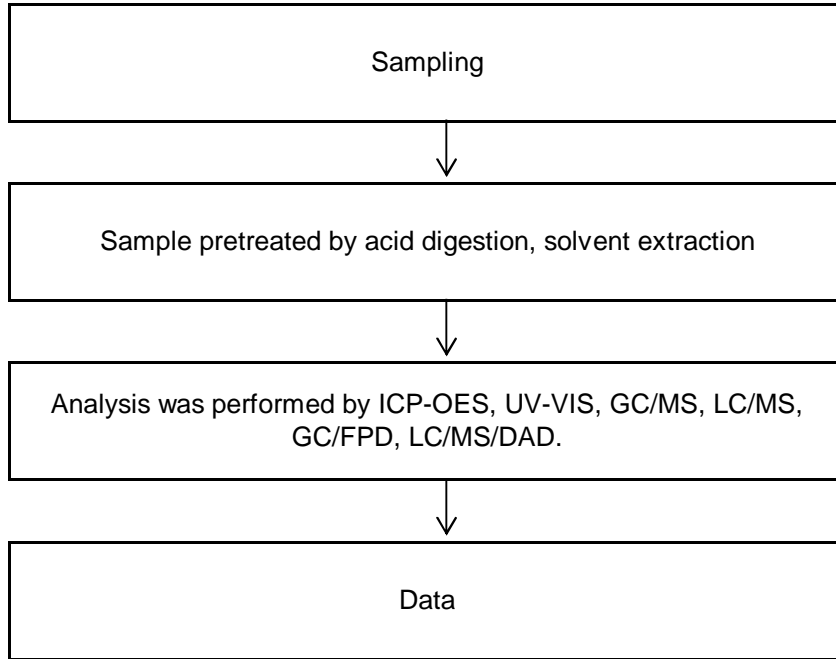 Sampling
Sample pretreated by acid digestion, solvent extraction
Analysis was performed by ICP-OES, UV-VIS, GC/MS, LC/MS,
GC/FPD, LC/MS/DAD.
Data